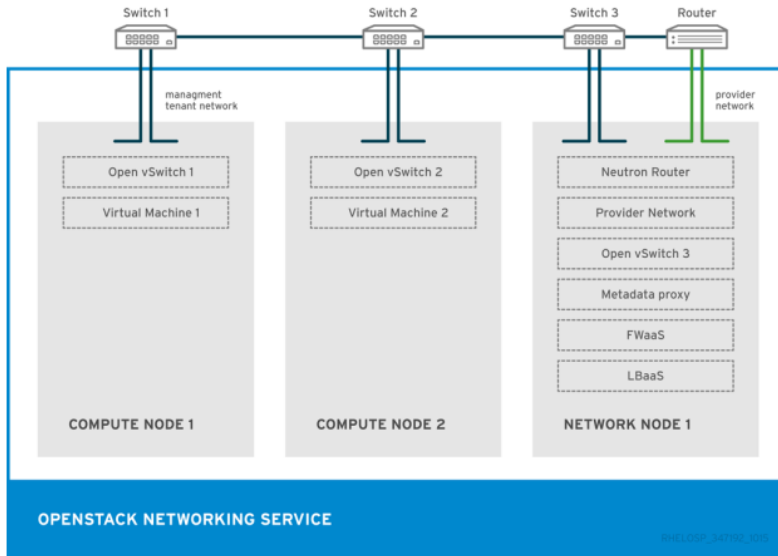 Switch 1
Switch 2
Switch 3
Router
managment
tenant network
provider
network
Open vSwitch 1
Virtual Machine 1
COMPUTE NODE 1
Open vSwitch 2
Virtual Machine 2
COMPUTE NODE 2
Neutron Router
Provider Network
Open vSwitch 3
Metadata proxy
FWaaS
LBaaS
NETWORK NODE 1
OPENSTACK NETWORKING SERVICE